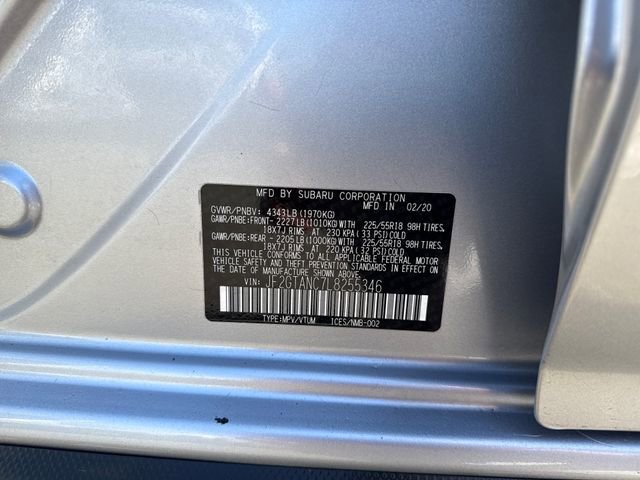 MFD BY SUBARU CORPORATION
MFD IN 02/20
GVWR/PNBV: 4343LB(1970KG)
GAWR/PNBE:FRONT-2227LB(1010KG)WITH 225/55R18 98H TIRES,
18X7J RIMS, AT 230 KPA(33 PSI)COLD
GAWR/PNBE:REAR -2205LB(1000KG)WITH 225/55R18 98H TIRES,
18X7J RIMS, AT 220 KPA(32 PSI)COLD
THIS VEHICLE CONFORMS TO ALL APPLICABLE FEDERAL MOTOR
VEHICLE SAFETY AND THEFT PREVENTION STANDARDS IN EFFECT
ON THE DATE OF MANUFACTURE SHOWN ABOVE.
VIN: JF2GTANC7L8255346
TYPE:MPV/VTUM ICES/NMB-002